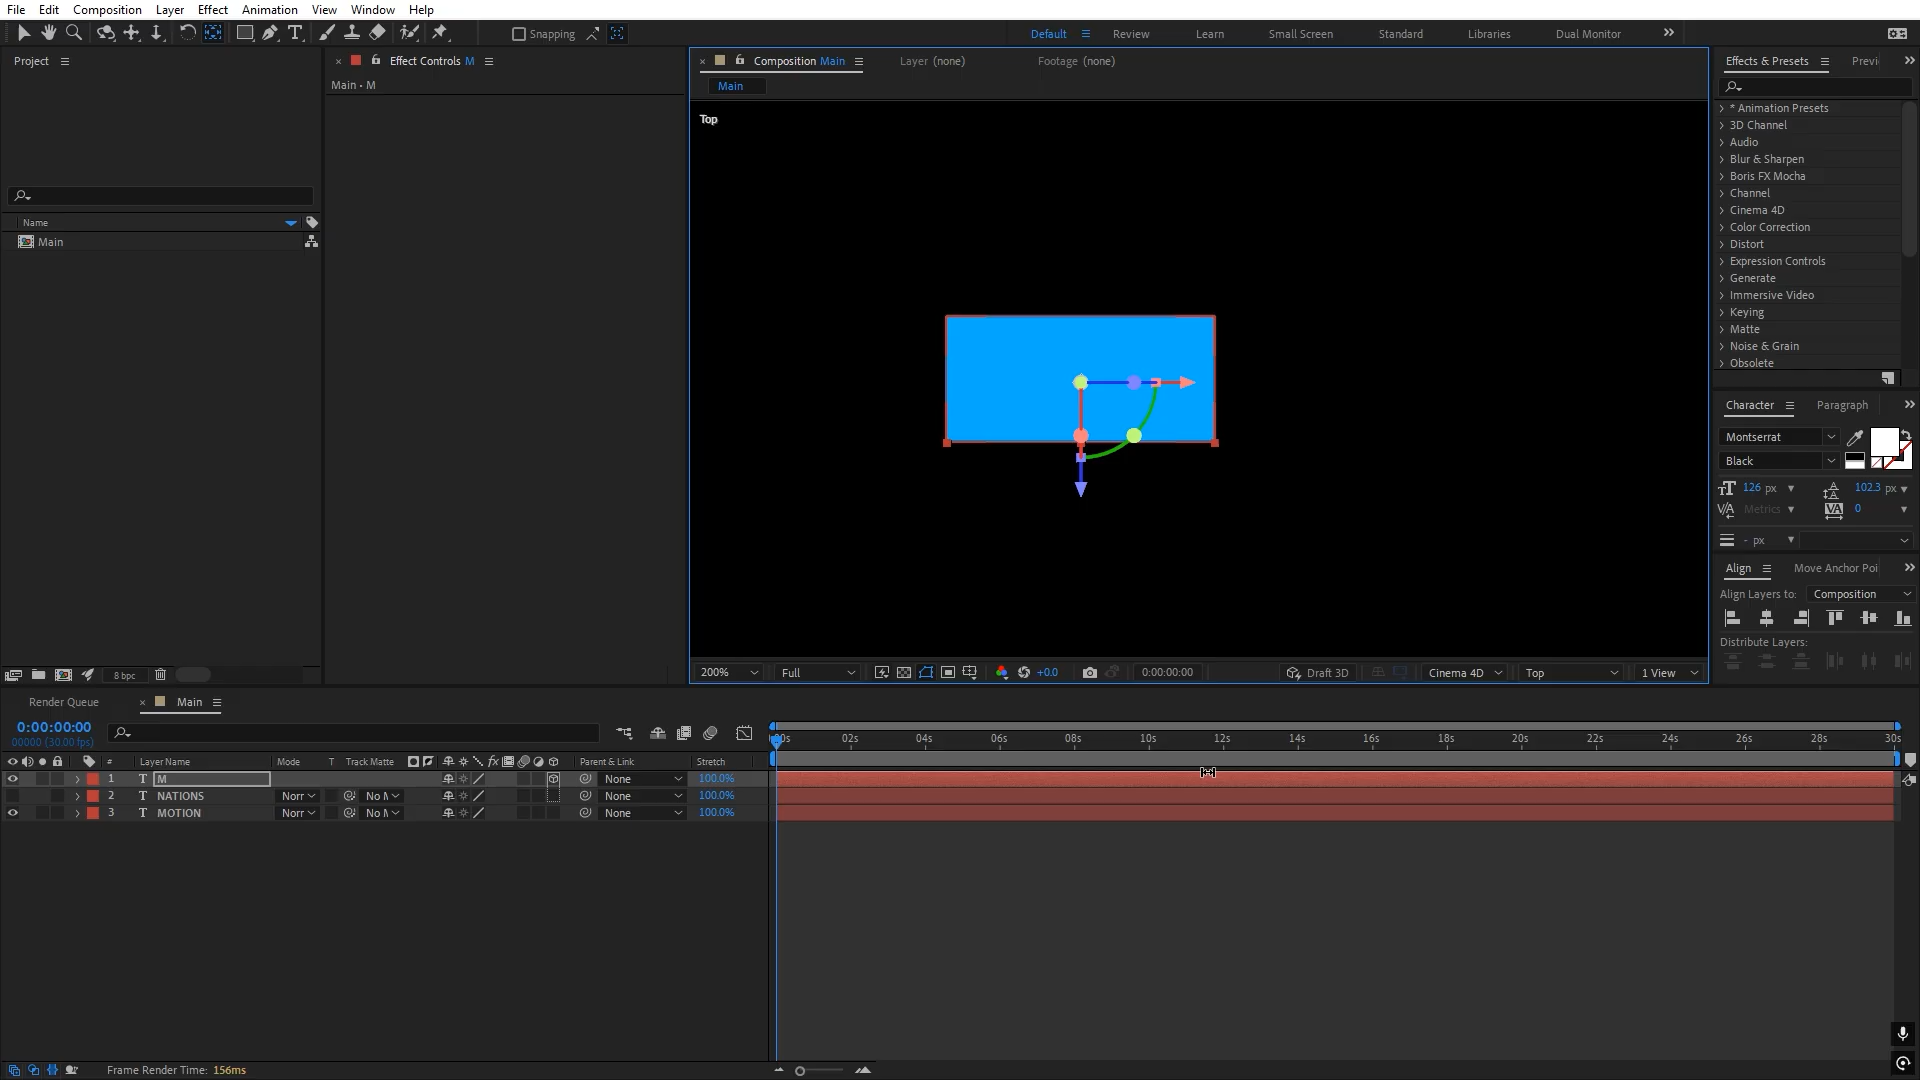 File Edit Composition Layer Effect Animation View Window Help
Snapping
Default Review Learn Small Screen Standard Libraries Dual Monitor
Project
Effect Controls M
Main • M
Composition Main
Layer (none)
Footage (none)
Main
Top
Name
Main
8 bpc
200%
Full
+0.0
0:00:00:00
Draft 3D
Cinema 4D
Top
1 View
Effects & Presets
Previ
* Animation Presets
3D Channel
Audio
Blur & Sharpen
Boris FX Mocha
Channel
Cinema 4D
Color Correction
Distort
Expression Controls
Generate
Immersive Video
Keying
Matte
Noise & Grain
Obsolete
Character Paragraph
Montserrat
Black
126 px
102.3 px
Metrics
0
- px
Align Move Anchor Poi
Align Layers to: Composition
Distribute Layers:
Render Queue
Main
0:00:00:00
00000 (30.00 fps)
02s 04s 06s 08s 10s 12s 14s 16s 18s 20s 22s 24s 26s 28s 30s
# Layer Name Mode T Track Matte fx Parent & Link Stretch
1 T M None 100.0%
2 T NATIONS Norr No M None 100.0%
3 T MOTION Norr No M None 100.0%
Frame Render Time: 156ms